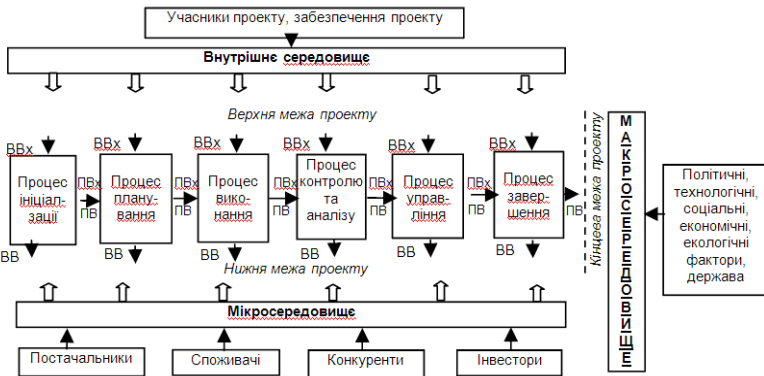 Учасники проекту, забезпечення проекту
Внутрішнє середовище
Верхня межа проекту
ВВх
ВВх
ВВх
ВВх
ВВх
ВВх
Процес
ініціал-
зації
ПВх
ПВ
Процес
плану-
вання
ПВх
ПВ
Процес
вико-
нання
ПВх
ПВ
Процес
контролю
та
аналізу
ПВх
ПВ
Процес
управ-
ління
ПВх
ПВ
Процес
завер-
шення
ПВ
ВВ
ВВ
ВВ
ВВ
ВВ
ВВ
Нижня межа проекту
Кінцева межа проекту
МАКРОСЕРЕДОВИЩЕ
Політичні,
технологічні,
соціальні,
економічні,
екологічні
фактори,
держава
Мікросередовище
Постачальники
Споживачі
Конкуренти
Інвестори